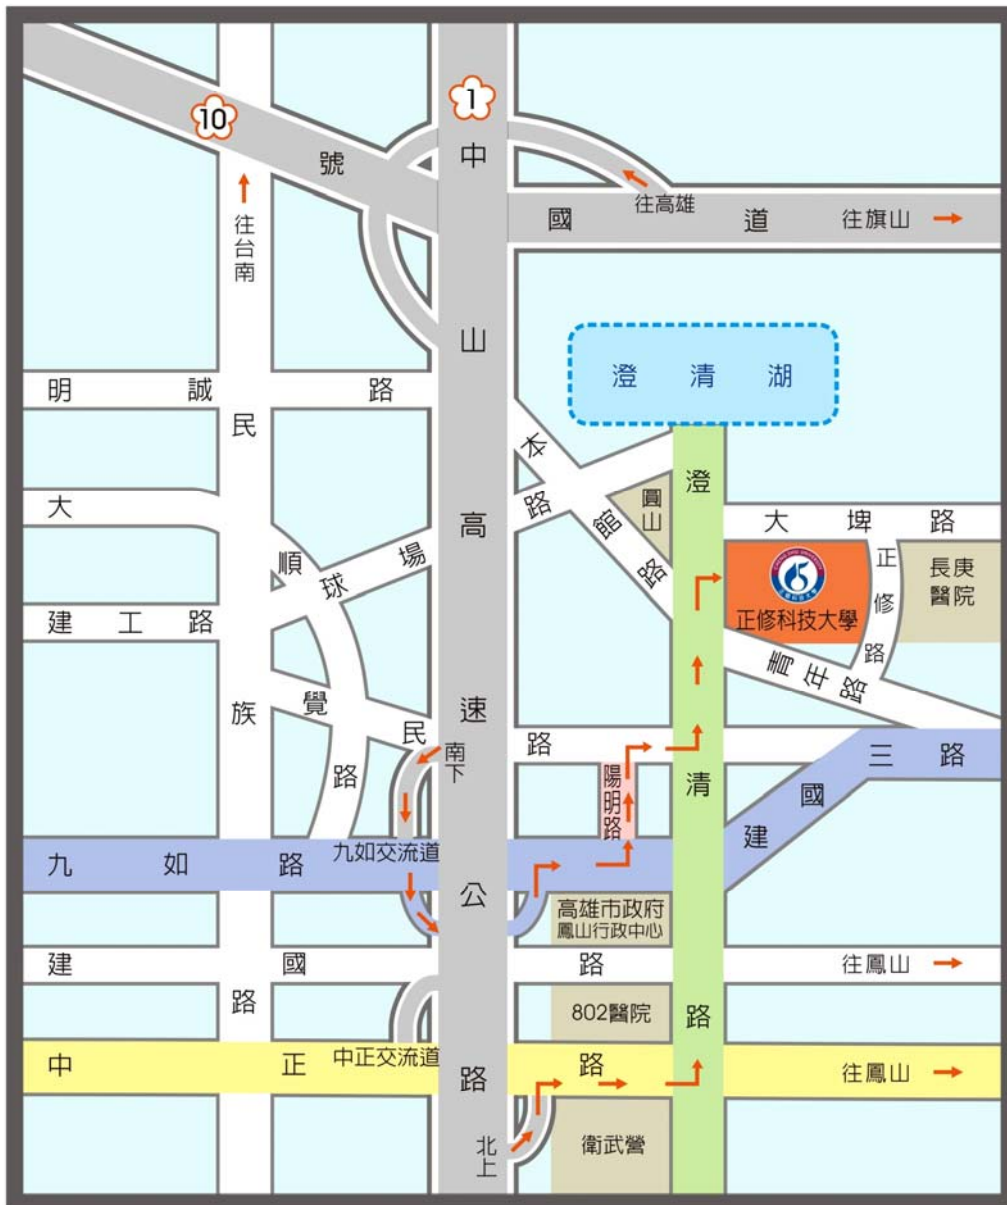 10
1
中山高速公路
號
國道
往高雄
往旗山
往台南
澄清湖
明誠路
民族路
本館路
圓山
澄清路
大埤路
大順路
球場路
建工路
正修科技大學
正修路
長庚醫院
青年路
覺民路
南下
陽明路
建國三路
九如路
九如交流道
高雄市政府
鳳山行政中心
建國路
往鳳山
802醫院
中正路
中正交流道
往鳳山
北上
衛武營